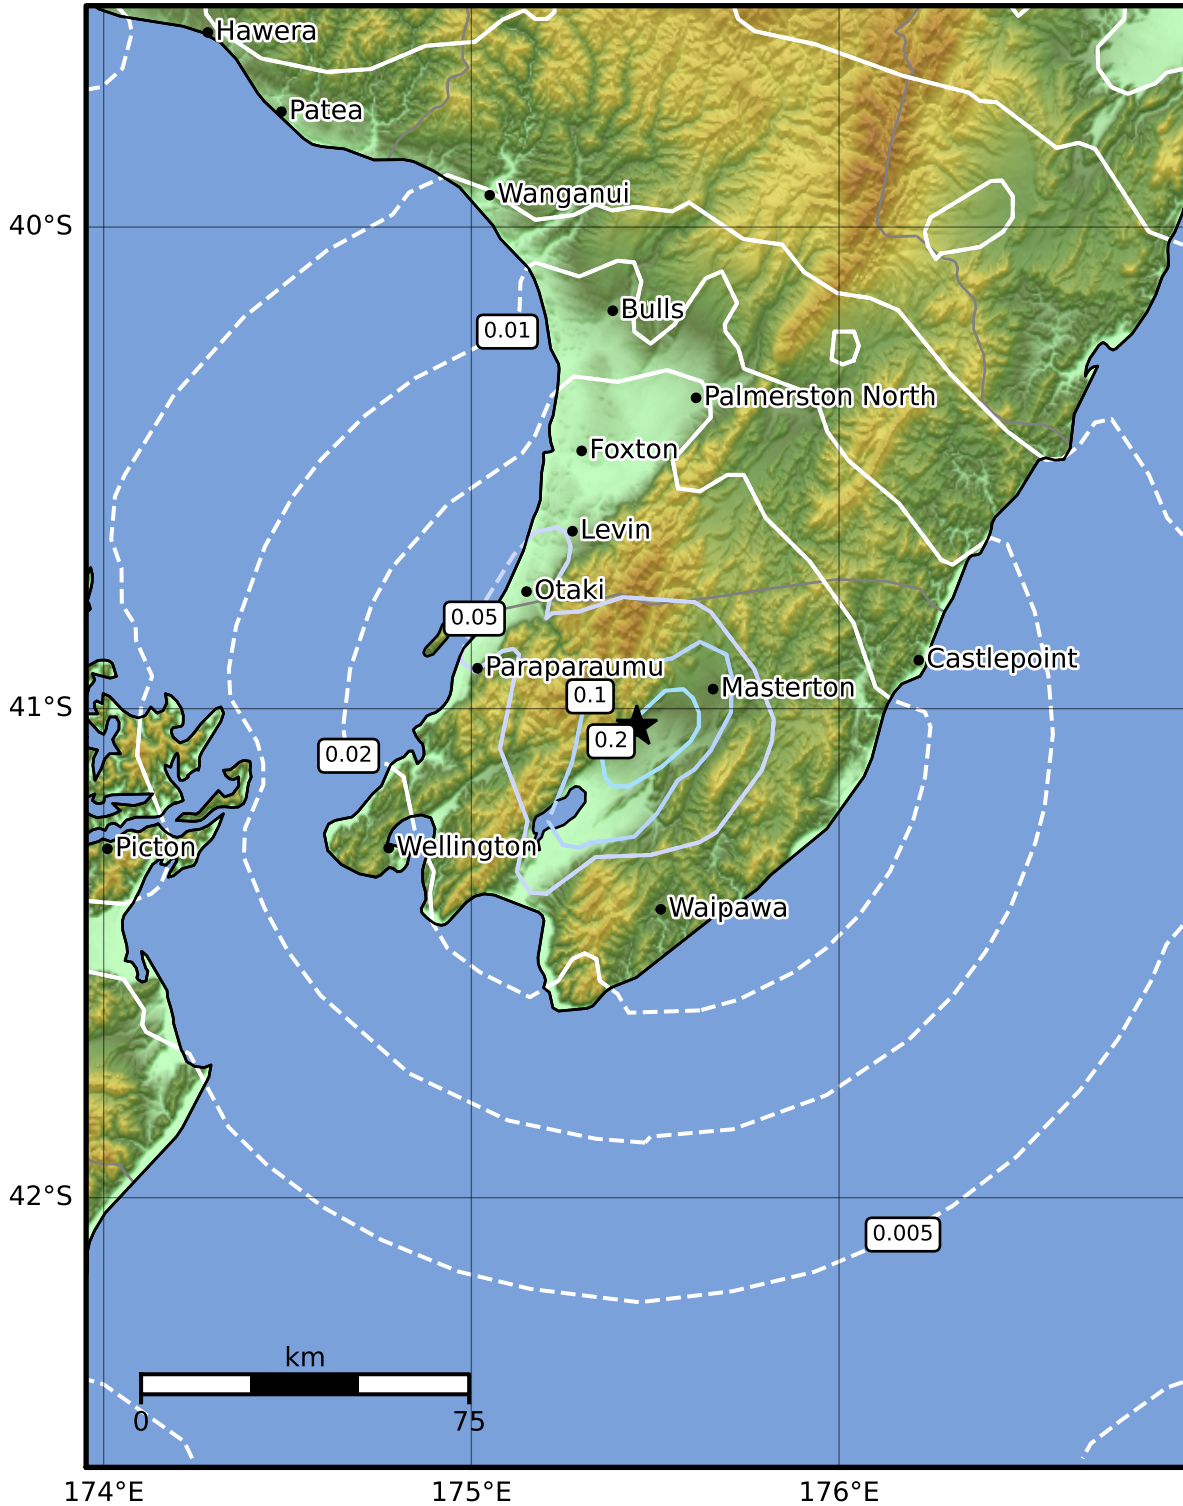 Hawera
Patea
Wanganui
40°S
Bulls
0.01
Palmerston North
Foxton
Levin
Otaki
0.05
Paraparaumu
Castlepoint
Masterton
0.1
41°S
0.2
0.02
Wellington
Picton
Waipawa
42°S
0.005
km
0 75
174°E 175°E 176°E